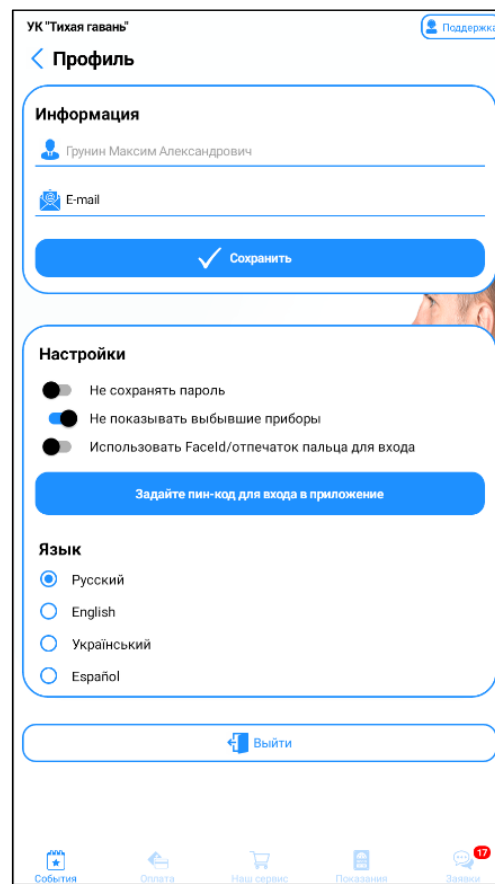 УК "Тихая гавань"
Поддержка
Профиль
Информация
Грунин Максим Александрович
E-mail
Сохранить
Настройки
Не сохранять пароль
Не показывать выбывшие приборы
Использовать FaceId/отпечаток пальца для входа
Задайте пин-код для входа в приложение
Язык
Русский
English
Український
Español
Выйти
17
События
Оплата
Наш сервис
Показания
Заявки